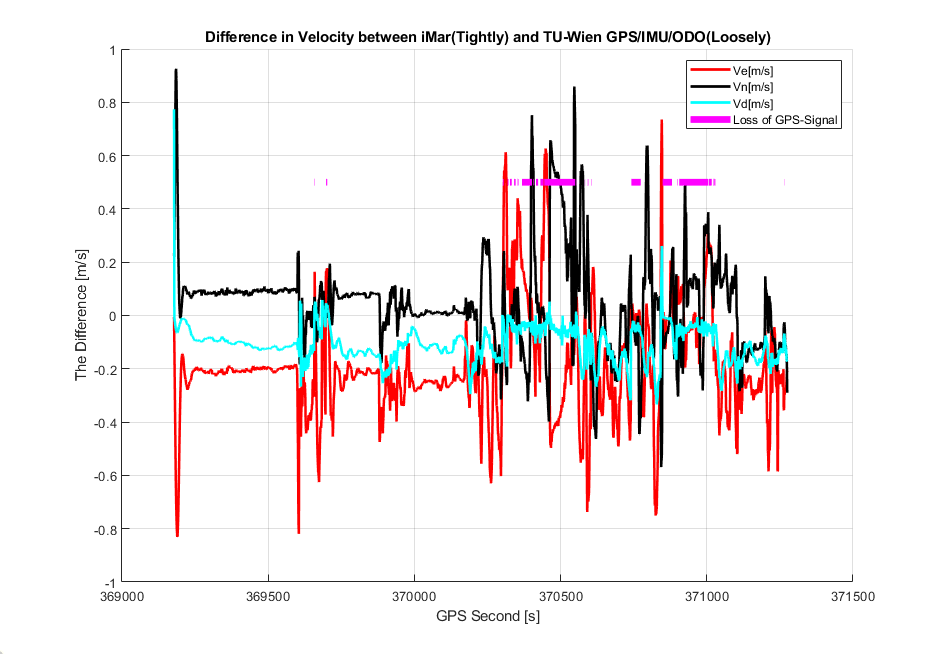 Difference in Velocity between iMar(Tightly) and TU-Wien GPS/IMU/ODO(Loosely)
Ve[m/s]
Vn[m/s]
Vd[m/s]
Loss of GPS-Signal
The Difference [m/s]
1
0.8
0.6
0.4
0.2
0
-0.2
-0.4
-0.6
-0.8
-1
369000 369500 370000 370500 371000 371500
GPS Second [s]